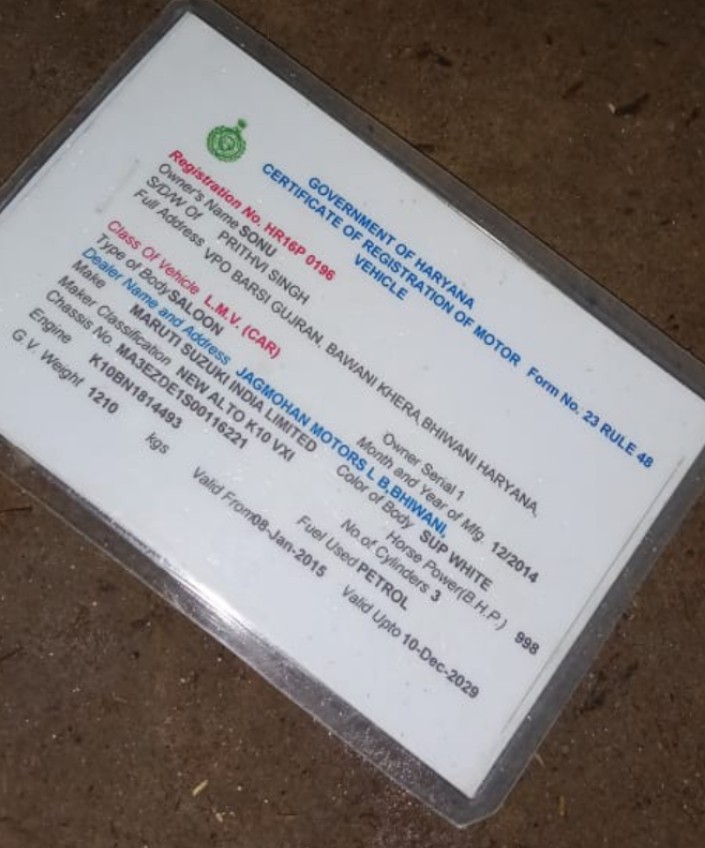 GOVERNMENT OF HARYANA
CERTIFICATE OF REGISTRATION OF MOTOR
VEHICLE
Form No. 23 RULE 48
Registration No. HR16P 0196
Owner's Name SONU
S/D/W Of PRITHVI SINGH
Full Address VPO BARSI GUJRAN, BAWANI KHERA,BHIWANI HARYANA,
Owner Serial 1
Class Of Vehicle L.M.V. (CAR)
Month and Year of Mfg. 12/2014
Type of Body SALOON
Dealer Name and Address JAGMOHAN MOTORS L B,BHIWANI,
Color of Body SUP WHITE
Make MARUTI SUZUKI INDIA LIMITED
Horse Power(B.H.P.) 998
Maker Classification NEW ALTO K10 VXI
No.of Cylinders 3
Chassis No. MA3EZDE1S00116221
Fuel Used PETROL
Engine K10BN1814493
G.V. Weight 1210 kgs
Valid From08-Jan-2015
Valid Upto 10-Dec-2029